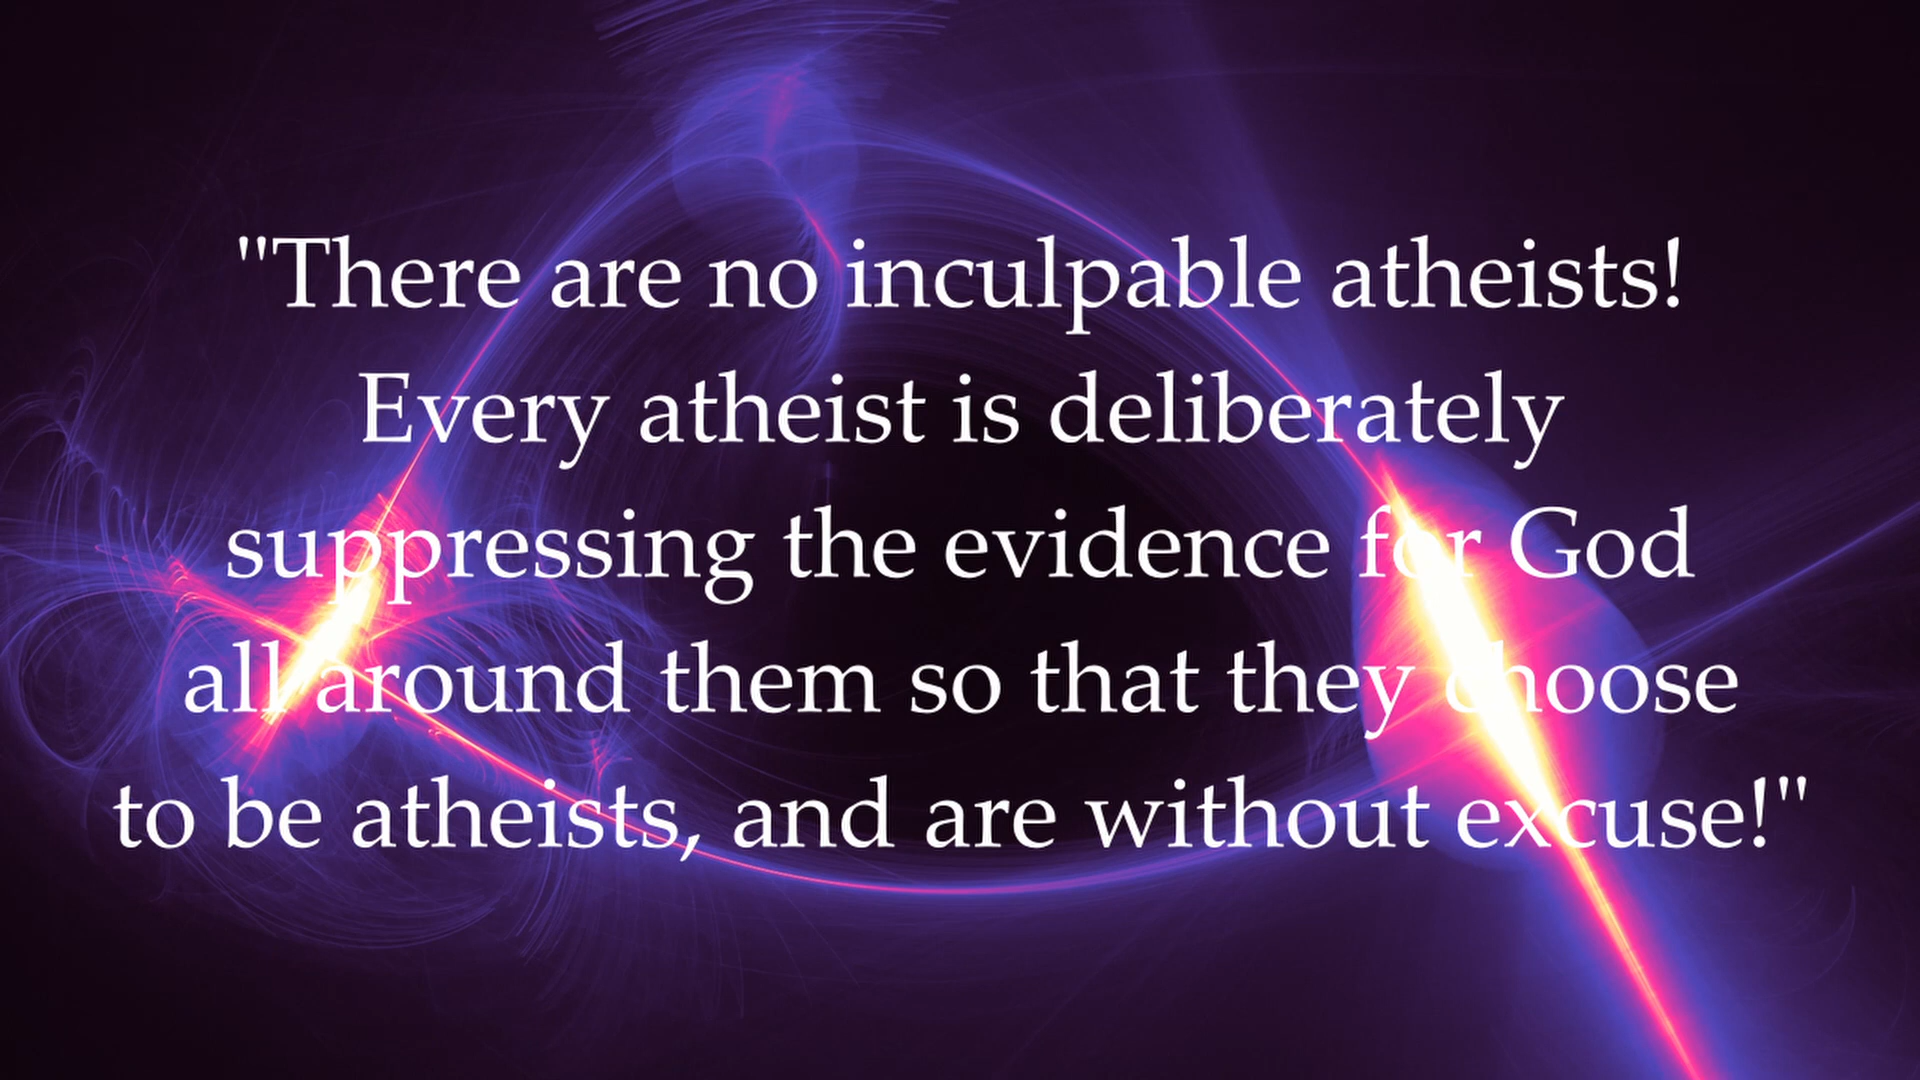 "There are no inculpable atheists!
Every atheist is deliberately
suppressing the evidence for God
all around them so that they choose
to be atheists, and are without excuse!"